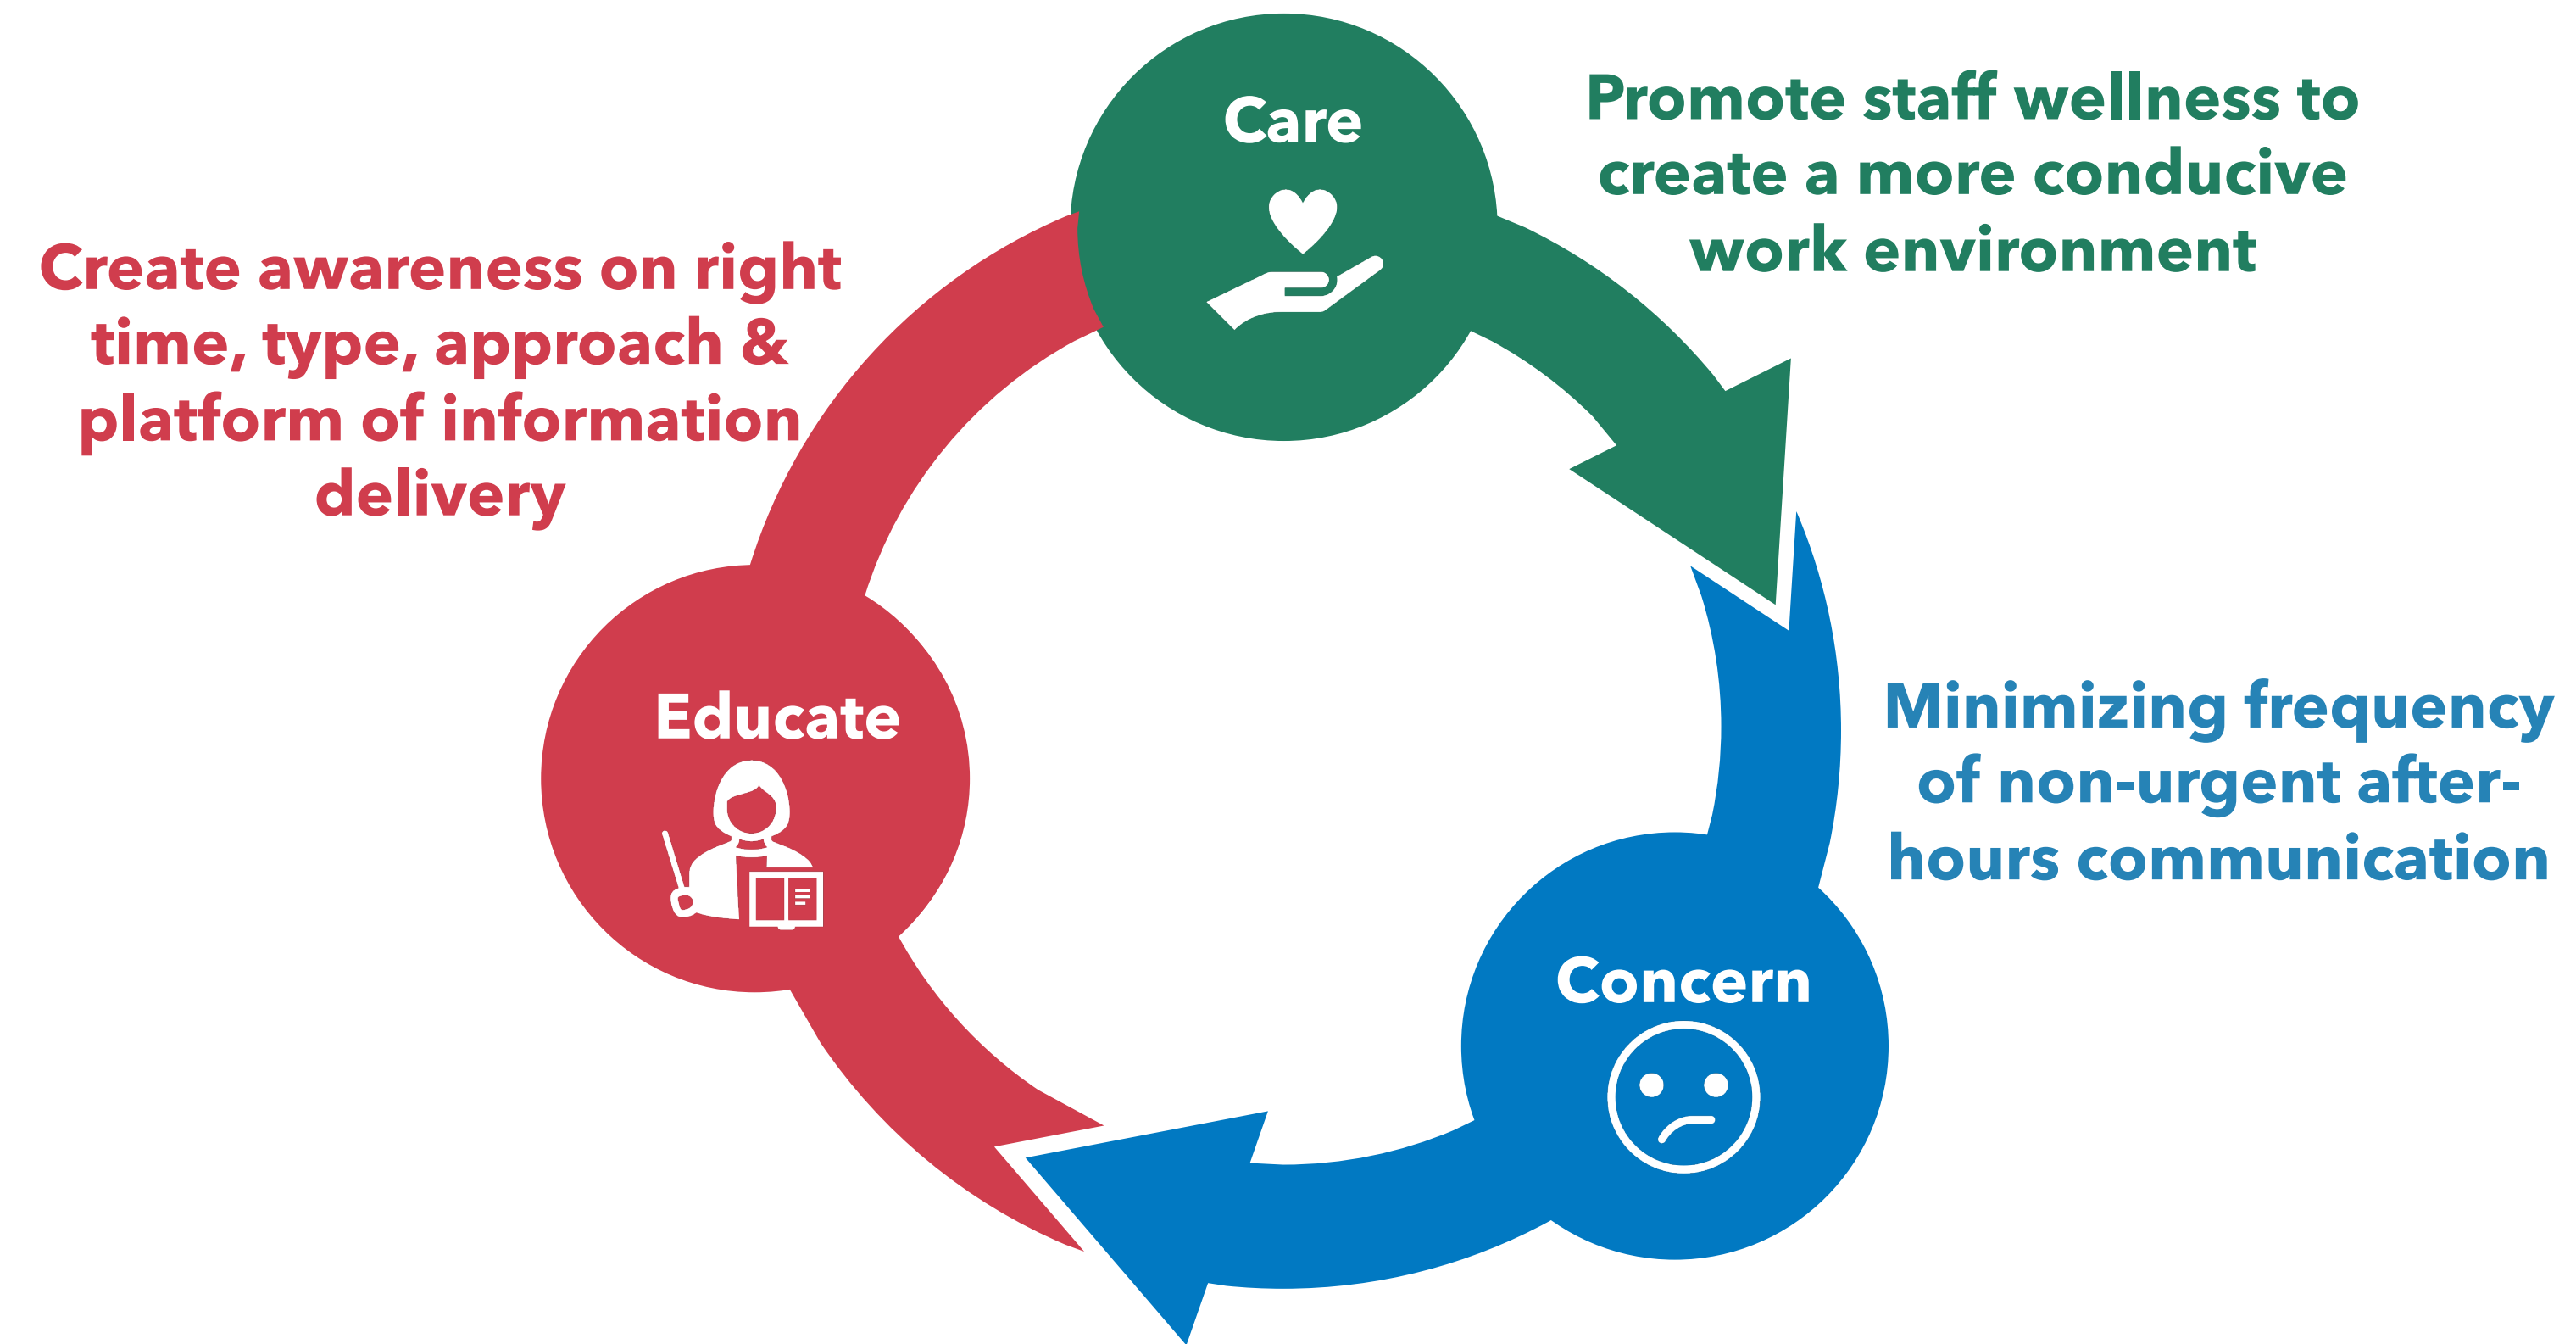 Care
Promote staff wellness to
create a more conducive
work environment
Create awareness on right
time, type, approach &
platform of information
delivery
Educate
Minimizing frequency
of non-urgent after-
hours communication
Concern